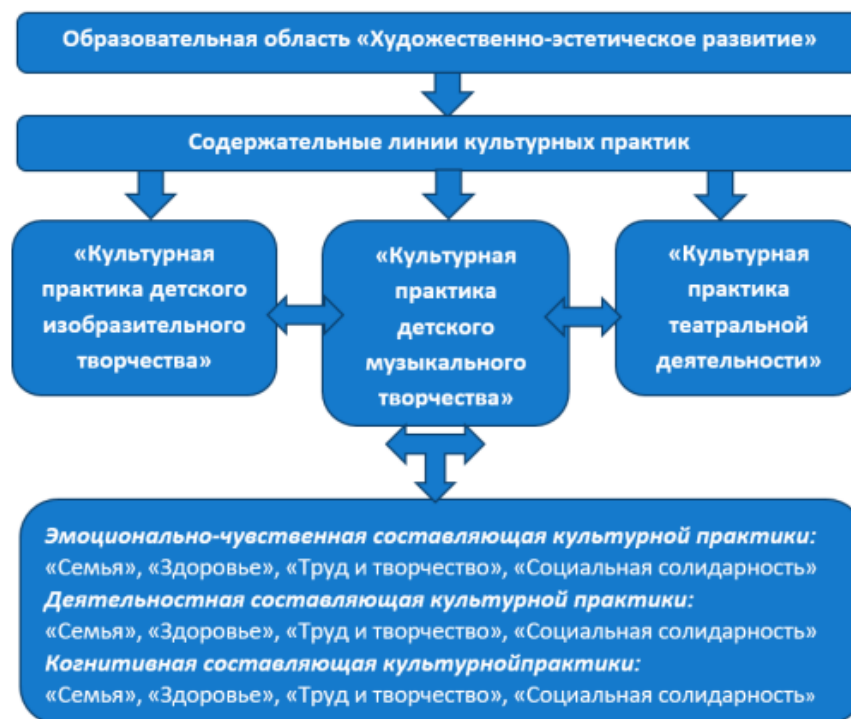 Образовательная область «Художественно-эстетическое развитие»
Содержательные линии культурных практик
«Культурная
практика детского
изобразительного
творчества»
«Культурная
практика
детского
музыкального
творчества»
«Культурная
практика
театральной
деятельности»
Эмоционально-чувственная составляющая культурной практики:
«Семья», «Здоровье», «Труд и творчество», «Социальная солидарность»
Деятельностная составляющая культурной практики:
«Семья», «Здоровье», «Труд и творчество», «Социальная солидарность»
Когнитивная составляющая культурнойпрактики:
«Семья», «Здоровье», «Труд и творчество», «Социальная солидарность»